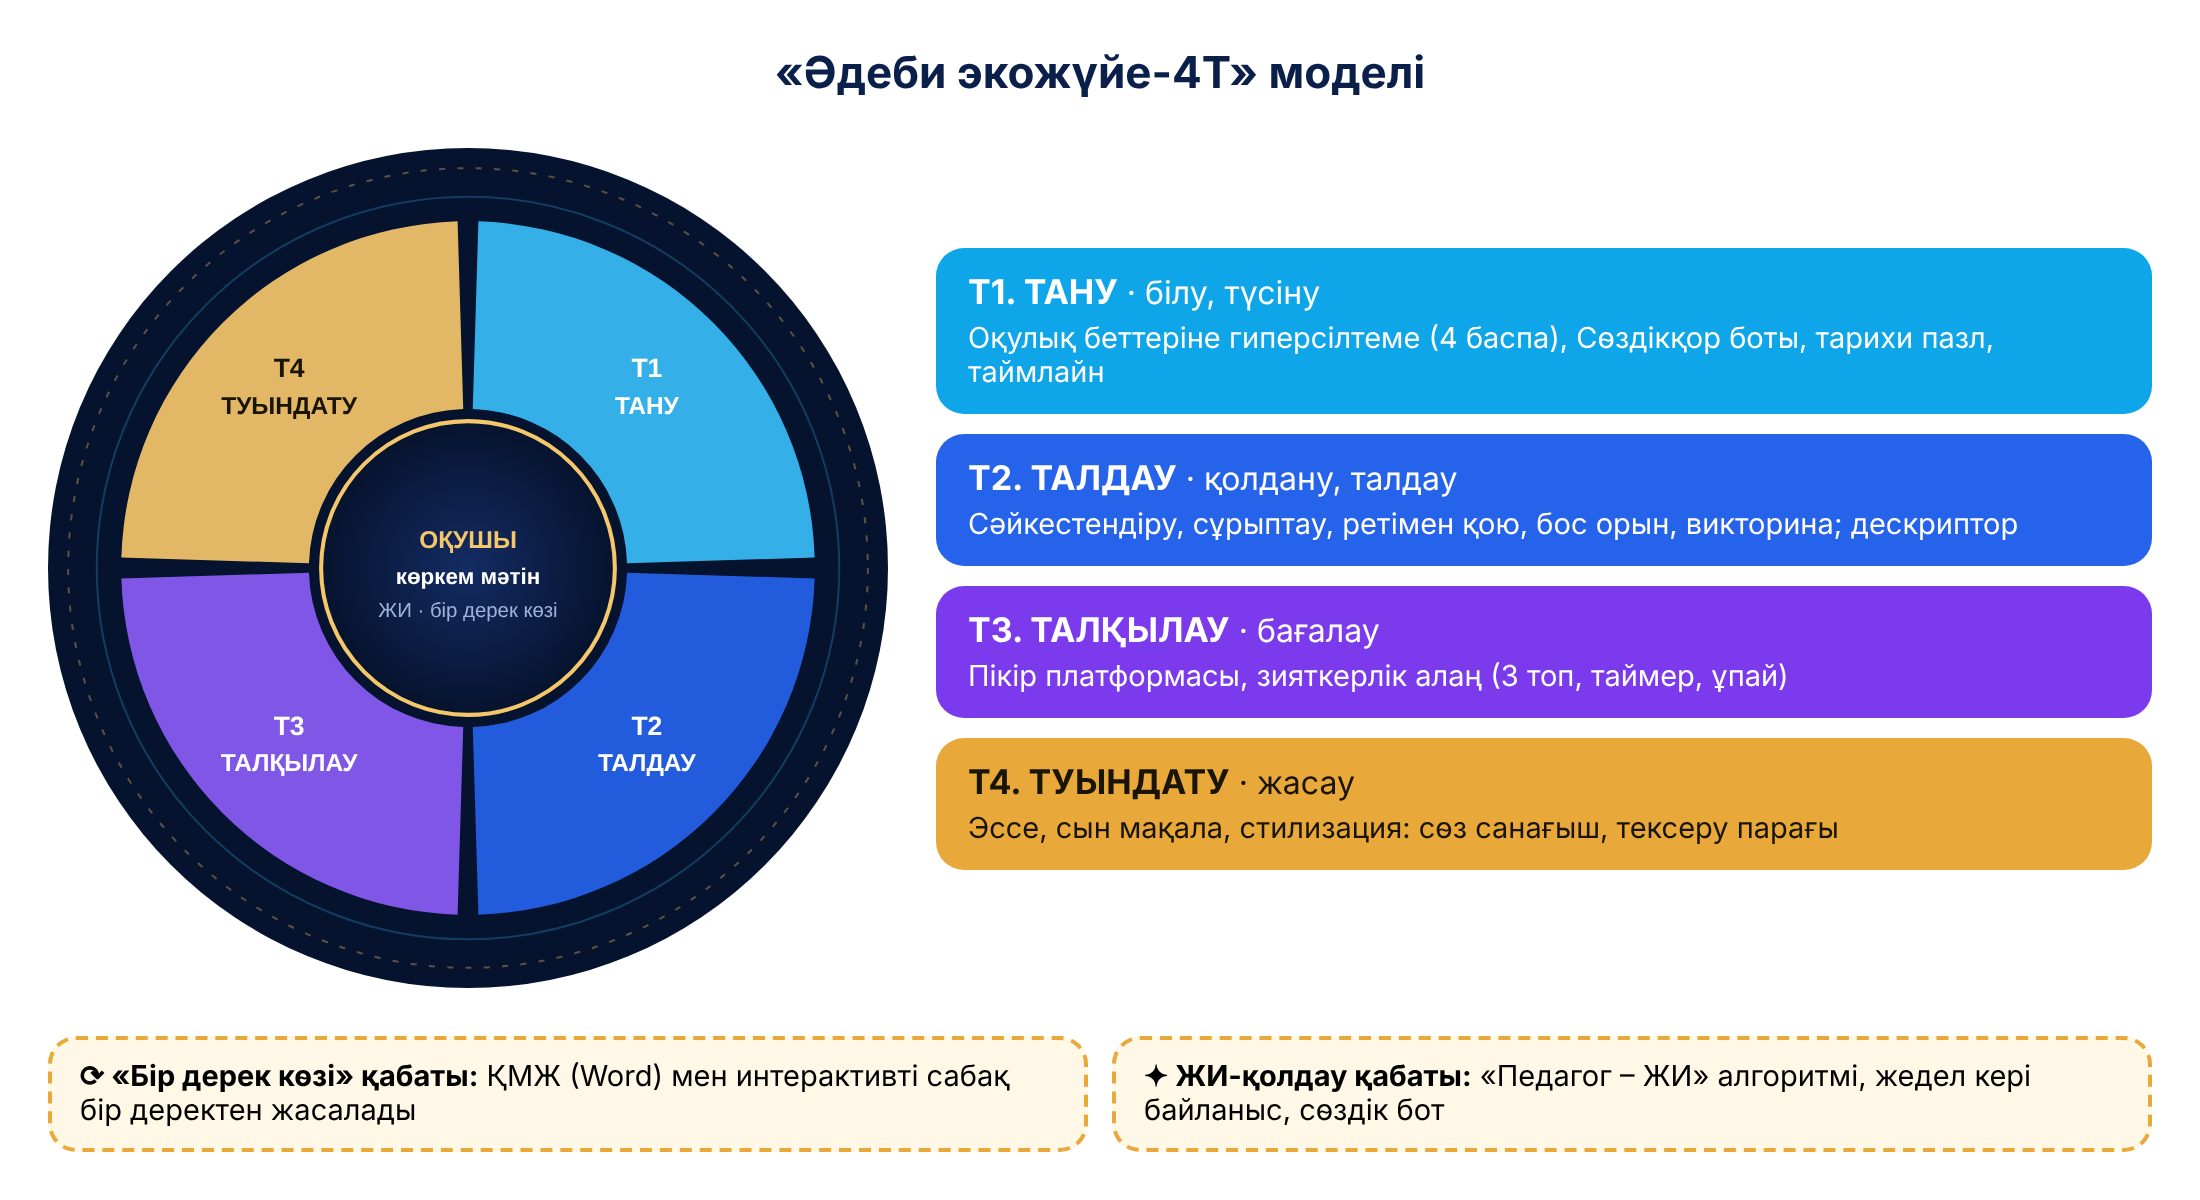 «Әдеби экожүйе-4Т» моделі
Т4
ТУЫНДАТУ
Т1
ТАНУ
ОҚУШЫ
көркем мәтін
ЖИ · бір дерек көзі
Т3
ТАЛҚЫЛАУ
Т2
ТАЛДАУ
Т1. ТАНУ · білу, түсіну
Оқулық беттеріне гиперсілтеме (4 баспа), Сөздікқор боты, тарихи пазл,
таймлайн
Т2. ТАЛДАУ · қолдану, талдау
Сәйкестендіру, сұрыптау, ретімен қою, бос орын, викторина; дескриптор
Т3. ТАЛҚЫЛАУ · бағалау
Пікір платформасы, зияткерлік алаң (3 топ, таймер, ұпай)
Т4. ТУЫНДАТУ · жасау
Эссе, сын мақала, стилизация: сөз санағыш, тексеру парағы
⟳ «Бір дерек көзі» қабаты: ҚМЖ (Word) мен интерактивті сабақ
бір деректен жасалады
✦ ЖИ-қолдау қабаты: «Педагог – ЖИ» алгоритмі, жедел кері
байланыс, сөздік бот